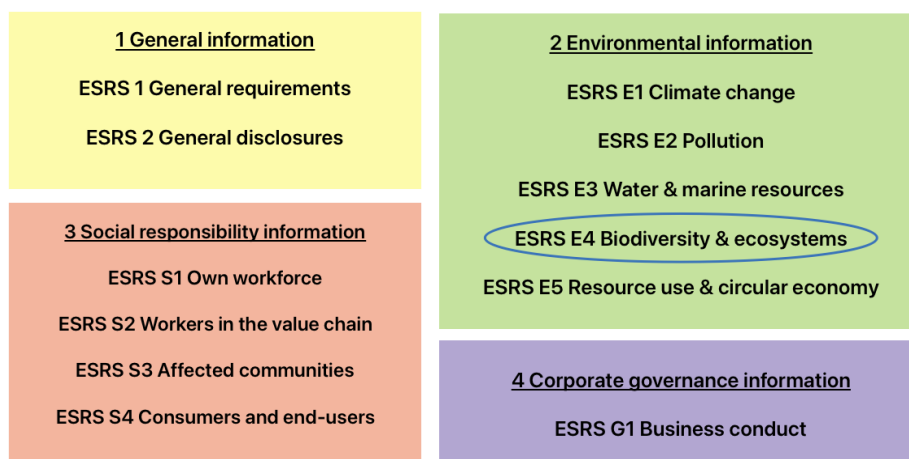 1 General information
ESRS 1 General requirements
ESRS 2 General disclosures
2 Environmental information
ESRS E1 Climate change
ESRS E2 Pollution
ESRS E3 Water & marine resources
ESRS E4 Biodiversity & ecosystems
ESRS E5 Resource use & circular economy
3 Social responsibility information
ESRS S1 Own workforce
ESRS S2 Workers in the value chain
ESRS S3 Affected communities
ESRS S4 Consumers and end-users
4 Corporate governance information
ESRS G1 Business conduct